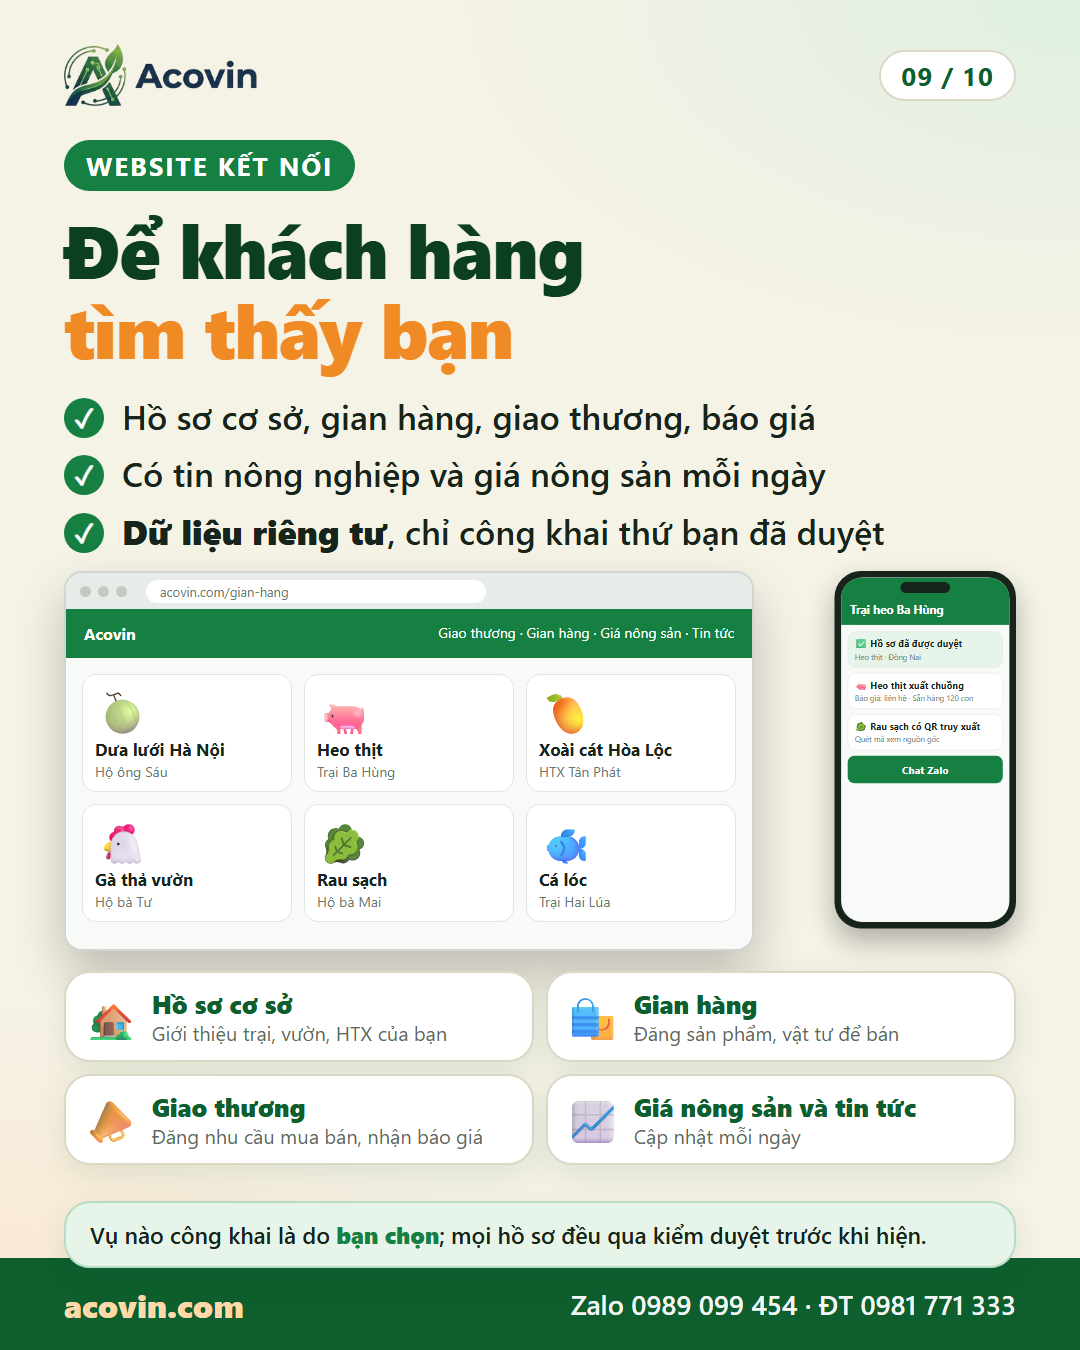 Acovin
09 / 10
WEBSITE KẾT NỐI
Để khách hàng
tìm thấy bạn
Hồ sơ cơ sở, gian hàng, giao thương, báo giá
Có tin nông nghiệp và giá nông sản mỗi ngày
Dữ liệu riêng tư, chỉ công khai thứ bạn đã duyệt
acovin.com/gian-hang
Acovin
Giao thương · Gian hàng · Giá nông sản · Tin tức
Dưa lưới Hà Nội
Hộ ông Sáu
Heo thịt
Trại Ba Hùng
Xoài cát Hòa Lộc
HTX Tân Phát
Gà thả vườn
Hộ bà Tư
Rau sạch
Hộ bà Mai
Cá lóc
Trại Hai Lúa
Trại heo Ba Hùng
Hồ sơ đã được duyệt
Heo thịt · Đồng Nai
Heo thịt xuất chuồng
Báo giá: liên hệ · Sẵn hàng 120 con
Rau sạch có QR truy xuất
Quét mã xem nguồn gốc
Chat Zalo
Hồ sơ cơ sở
Giới thiệu trại, vườn, HTX của bạn
Gian hàng
Đăng sản phẩm, vật tư để bán
Giao thương
Đăng nhu cầu mua bán, nhận báo giá
Giá nông sản và tin tức
Cập nhật mỗi ngày
Vụ nào công khai là do bạn chọn; mọi hồ sơ đều qua kiểm duyệt trước khi hiện.
acovin.com
Zalo 0989 099 454 · ĐT 0981 771 333